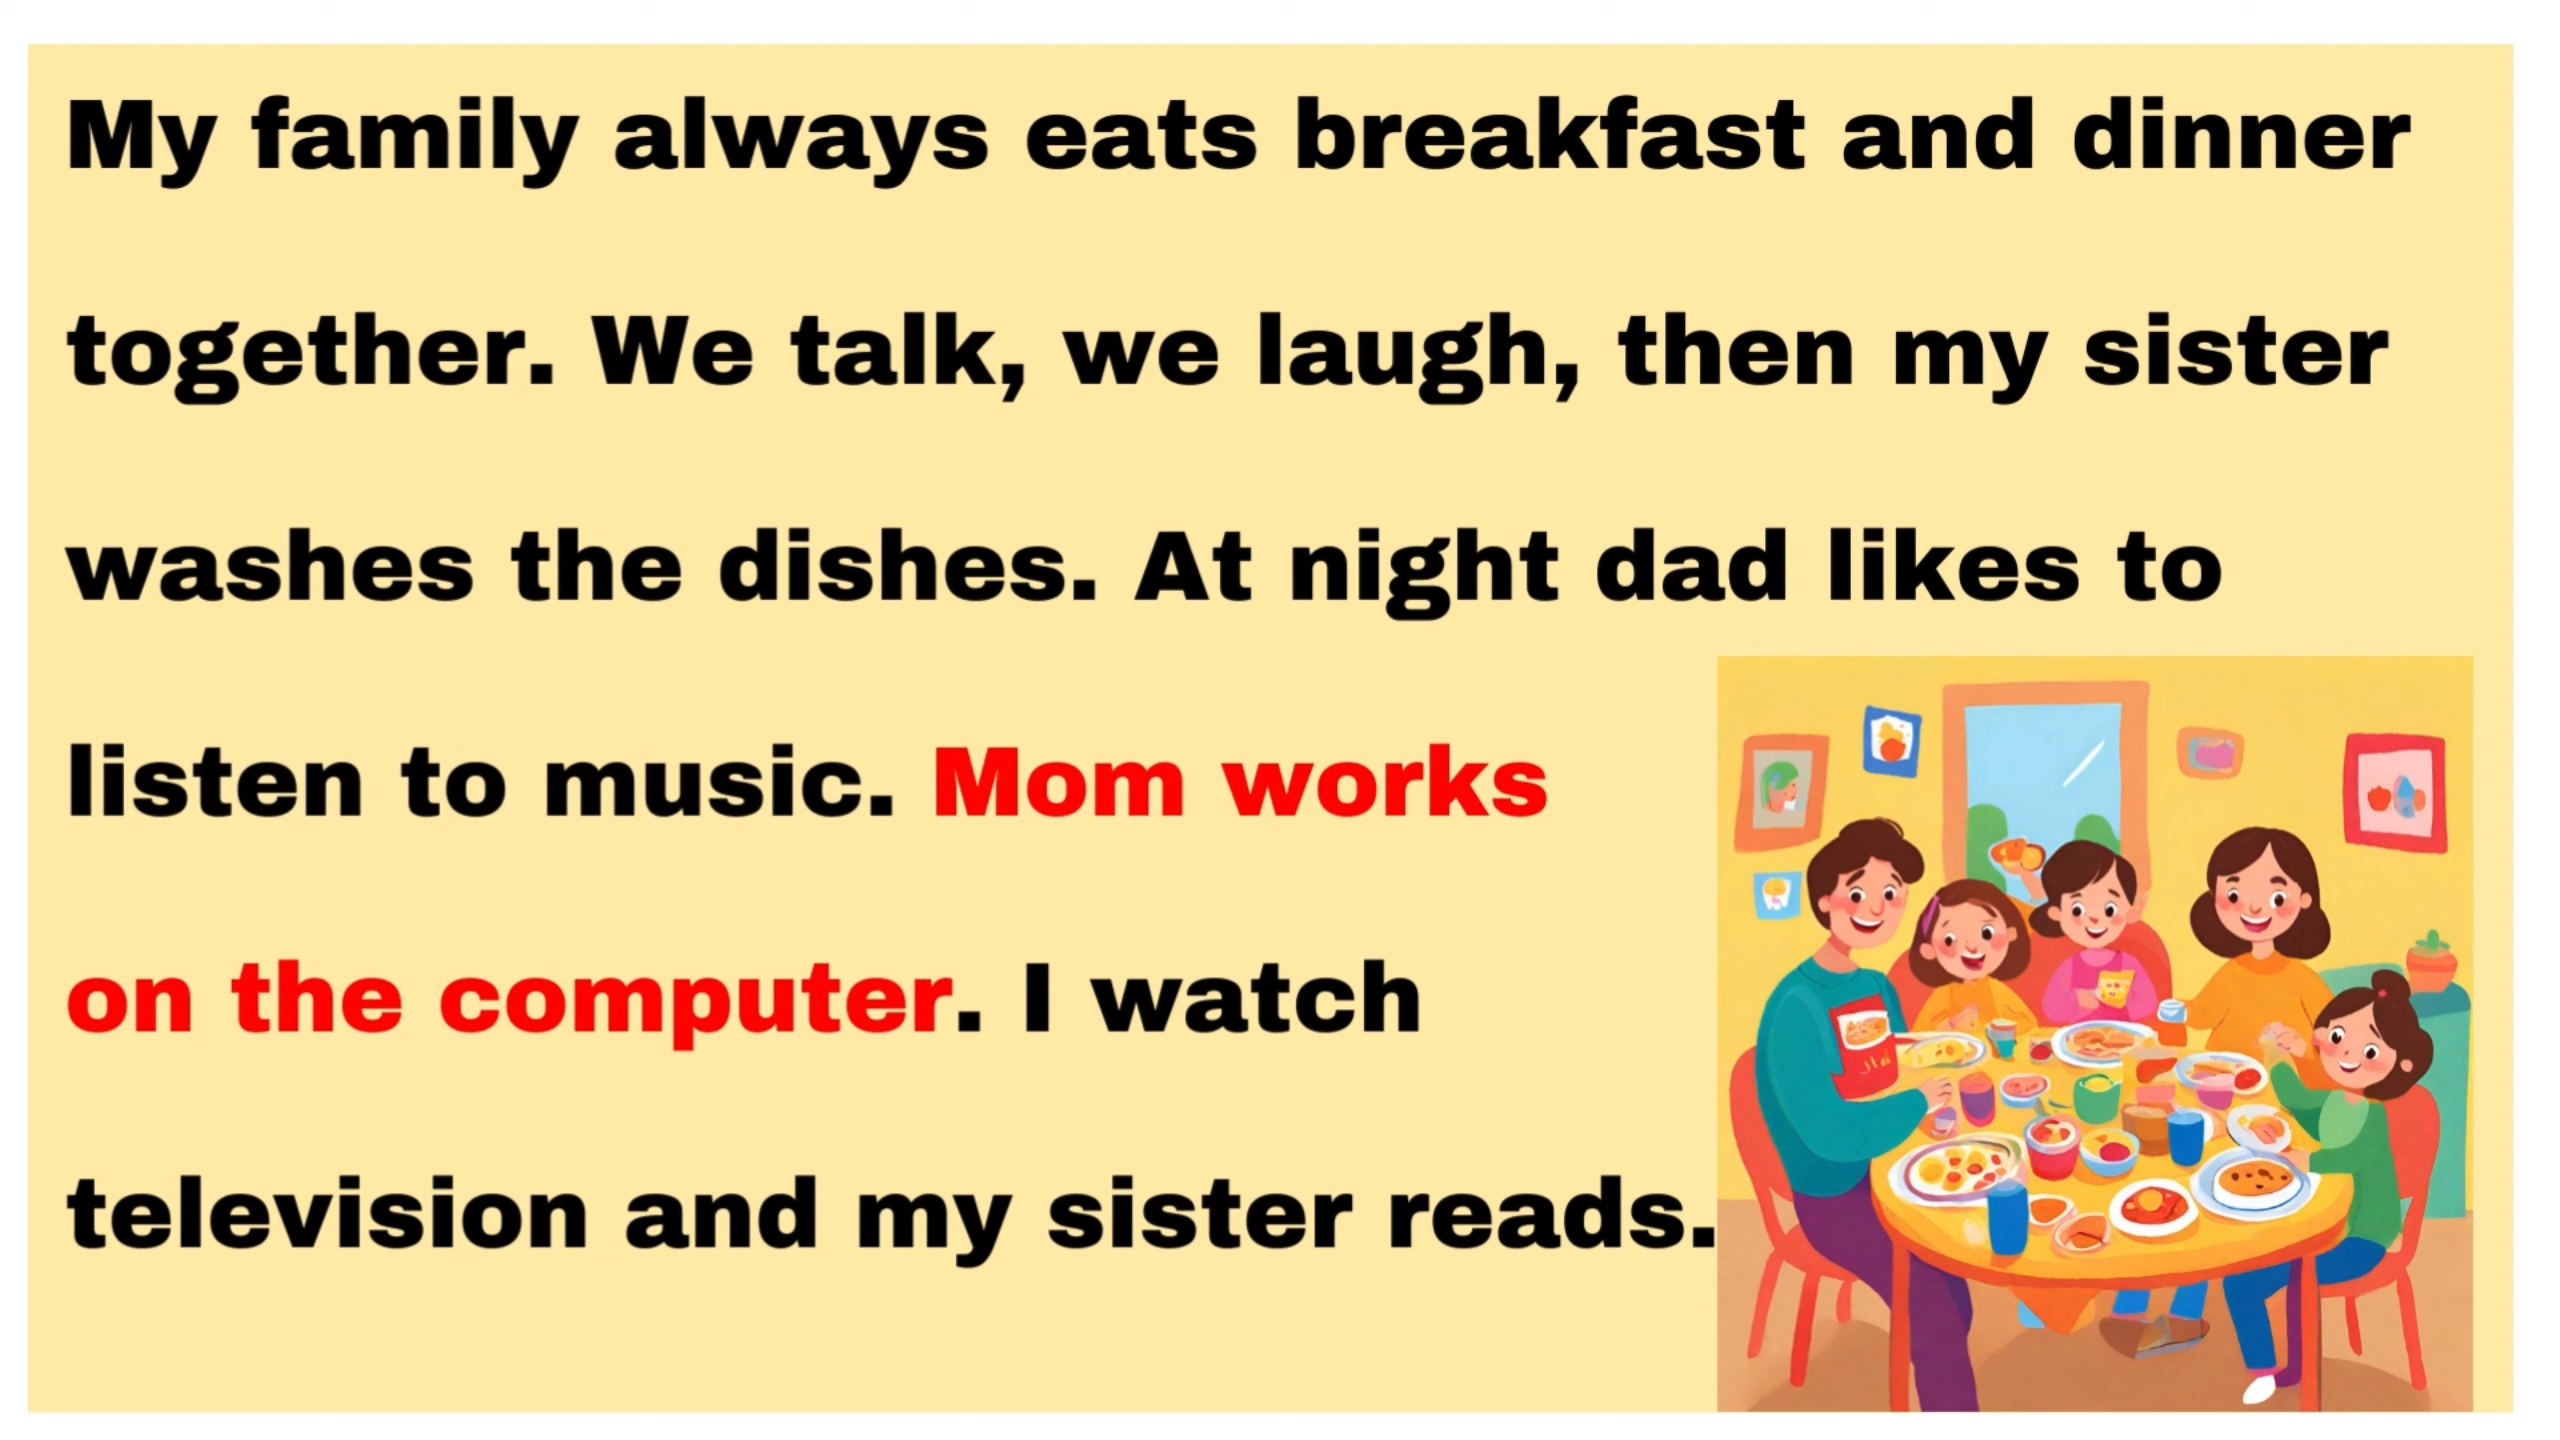 My family always eats breakfast and dinner
together. We talk, we laugh, then my sister
washes the dishes. At night dad likes to
listen to music. Mom works
on the computer. I watch
television and my sister reads.